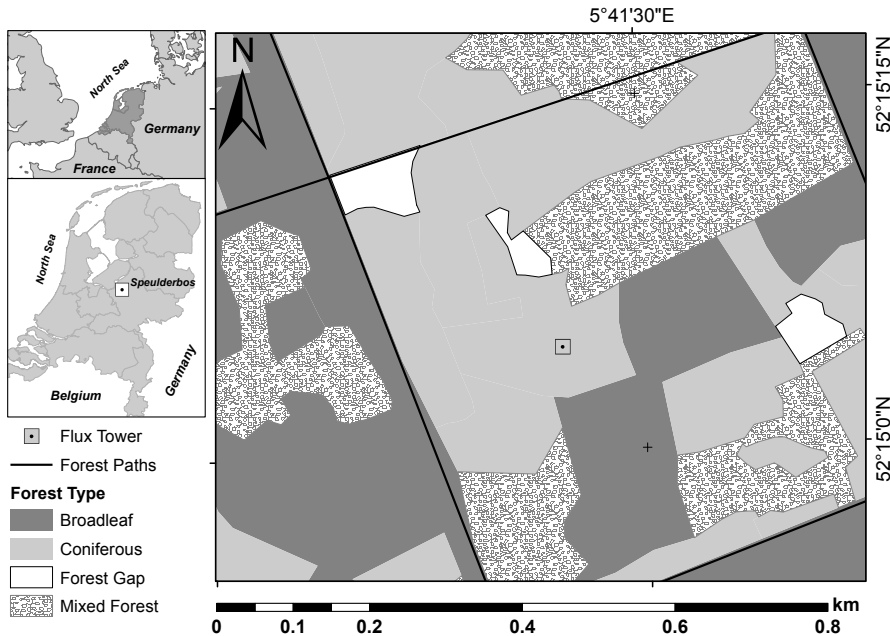 5°41'30"E
N
North Sea
Germany
France
52°15'15"N
North Sea
Speulderbos
Germany
Belgium
52°15'0"N
Flux Tower
Forest Paths
Forest Type
Broadleaf
Coniferous
Forest Gap
Mixed Forest
km
0 0.1 0.2 0.4 0.6 0.8